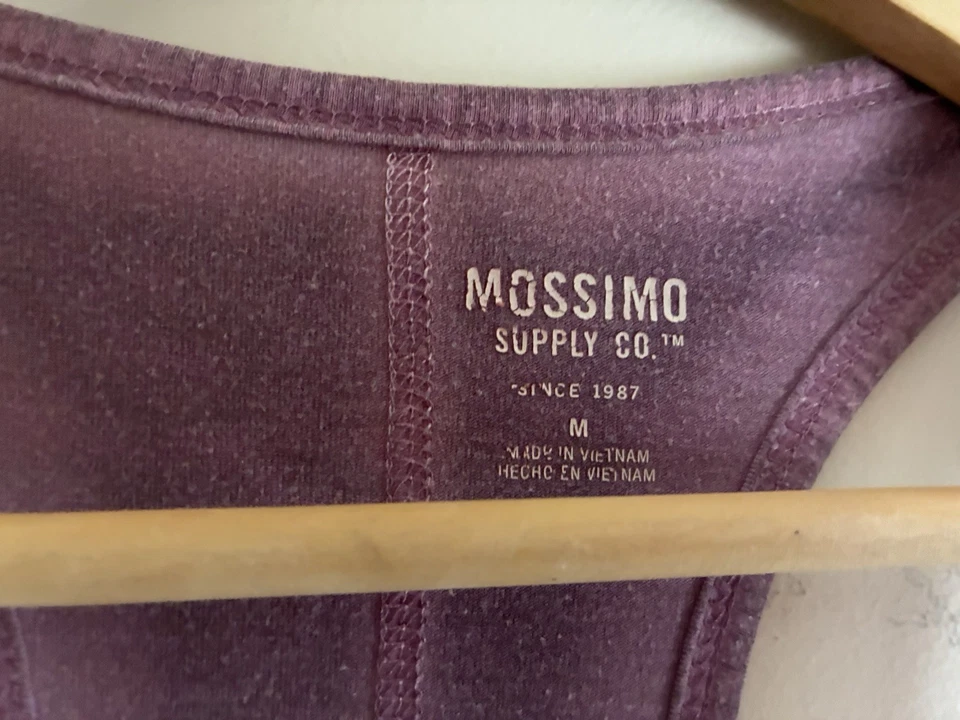 MOSSIMO
SUPPLY CO.™
SINCE 1987
M
MADE IN VIETNAM
HECHO EN VIETNAM